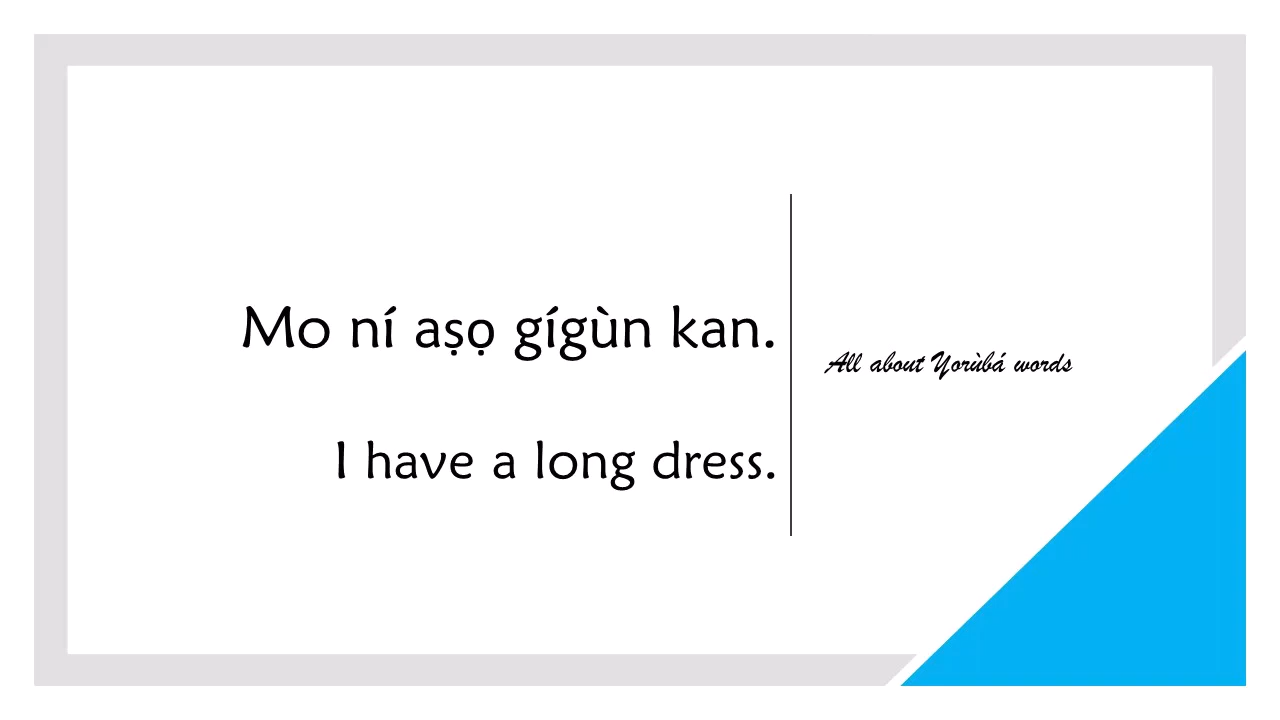 Mo ní aṣọ gígùn kan.
I have a long dress.
All about Yorùbá words